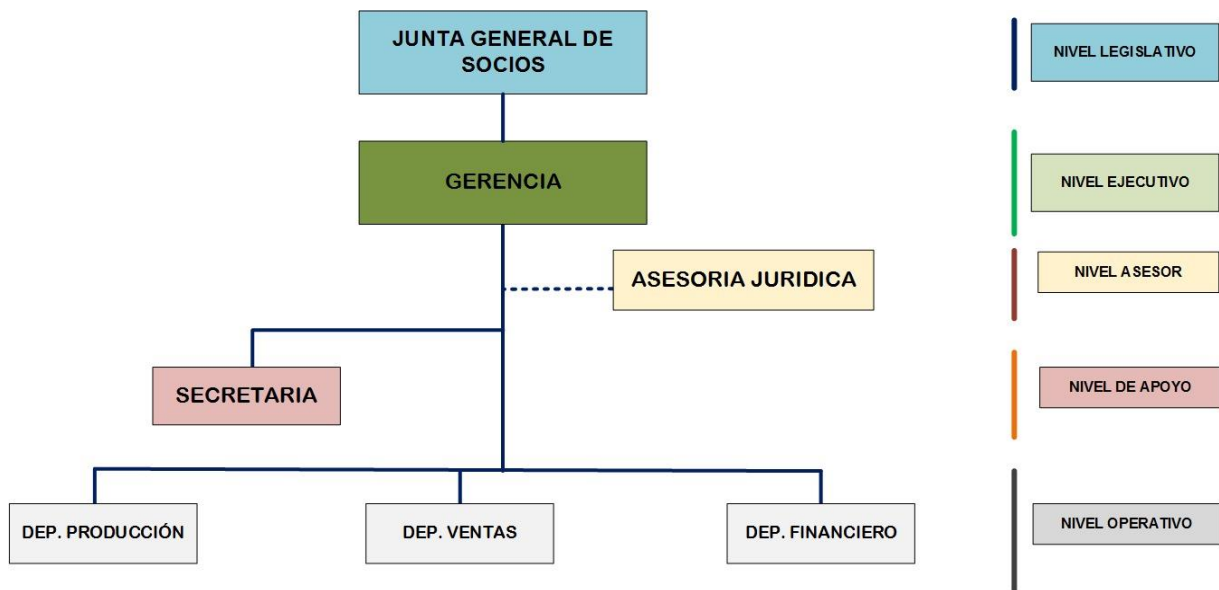 JUNTA GENERAL DE
SOCIOS
NIVEL LEGISLATIVO
GERENCIA
NIVEL EJECUTIVO
ASESORIA JURIDICA
NIVEL ASESOR
SECRETARIA
NIVEL DE APOYO
DEP. PRODUCCIÓN
DEP. VENTAS
DEP. FINANCIERO
NIVEL OPERATIVO